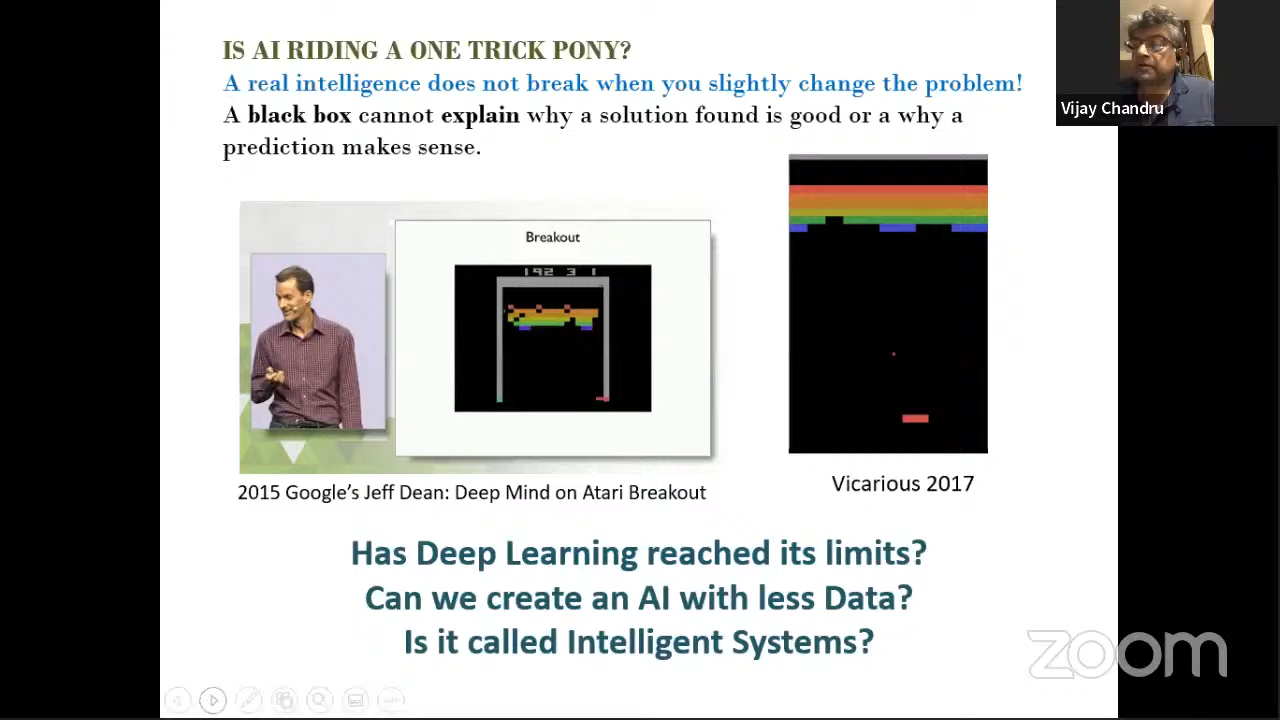 IS AI RIDING A ONE TRICK PONY?
A real intelligence does not break when you slightly change the problem!
A black box cannot explain why a solution found is good or a why a
prediction makes sense.
Vijay Chandru
Breakout
192 3 1
2015 Google's Jeff Dean: Deep Mind on Atari Breakout
Vicarious 2017
Has Deep Learning reached its limits?
Can we create an AI with less Data?
Is it called Intelligent Systems?
zoom